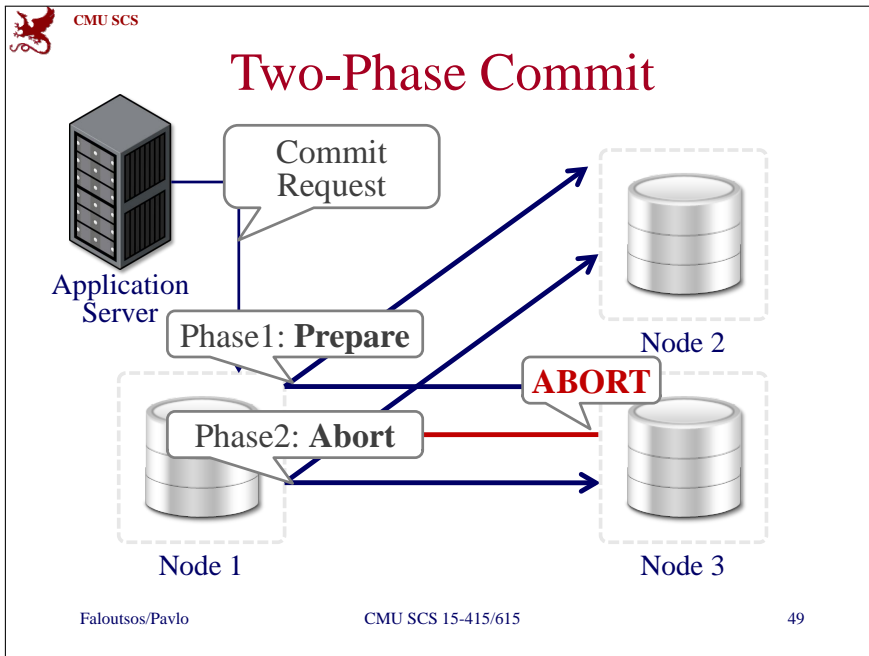 CMU SCS
Two-Phase Commit
Commit
Request
Application
Server
Phase1: Prepare
Node 2
ABORT
Phase2: Abort
Node 1
Node 3
Faloutsos/Pavlo
CMU SCS 15-415/615
49